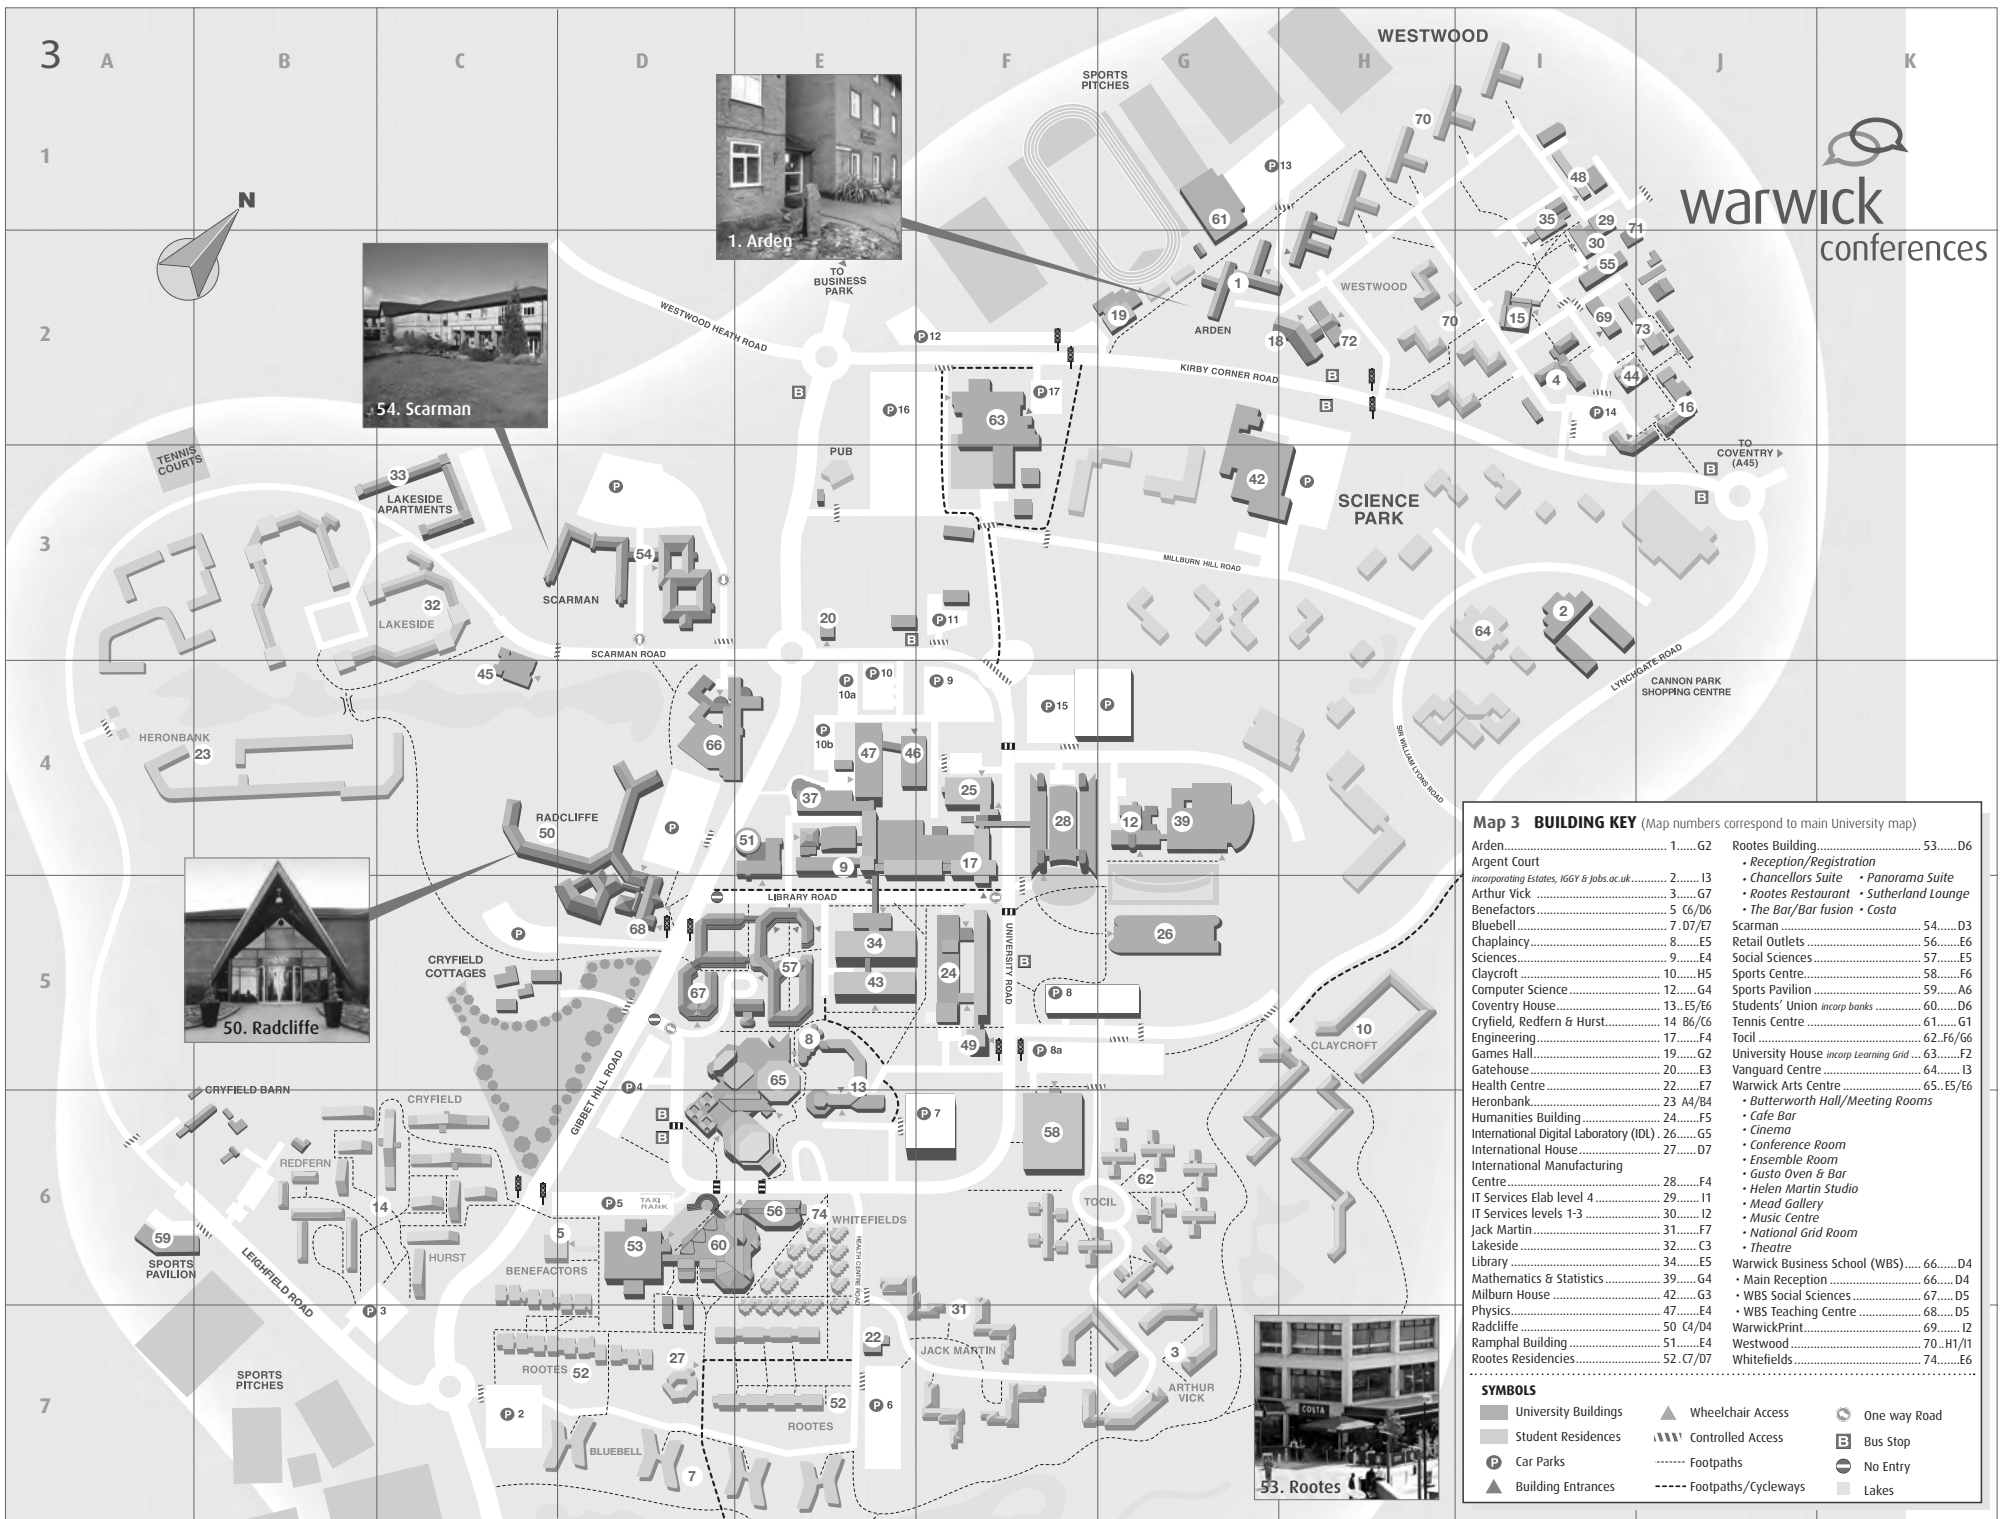 3
A B C D E F G H I J K
1
2
3
4
5
6
7
N
WESTWOOD
SPORTS
PITCHES
warwick
conferences
1. Arden
54. Scarman
50. Radcliffe
53. Rootes
COSTA
TO
BUSINESS
PARK
WESTWOOD HEATH ROAD
P 12
P 13
61
70
48
35
29
30
71
55
WESTWOOD
70
15
69
73
1
19
ARDEN
18
72
4
44
16
P 14
KIRBY CORNER ROAD
B
B
B
P 16
P 17
63
TO
COVENTRY
(A45)
B
B
TENNIS
COURTS
33
LAKESIDE
APARTMENTS
P
PUB
42
P
SCIENCE
PARK
54
SCARMAN
32
LAKESIDE
MILLBURN HILL ROAD
20
P 11
B
2
64
SCARMAN ROAD
45
LYNCHGATE ROAD
CANNON PARK
SHOPPING CENTRE
P
10a
P 10
P 9
P 15
P
HERONBANK
23
66
P
10b
47
46
SIR WILLIAM LYONS ROAD
37
25
28
12
39
RADCLIFFE
50
P
51
9
17
LIBRARY ROAD
68
P
34
UNIVERSITY ROAD
26
CRYFIELD
COTTAGES
57
43
24
B
67
P 8
8
49
P 8a
10
CLAYCROFT
GIBBET HILL ROAD
P 4
65
13
CRYFIELD BARN
CRYFIELD
B
B
P 7
58
REDFERN
14
P 5
TAXI
RANK
62
TOCIL
56
74
WHITEFIELDS
59
SPORTS
PAVILION
5
53
60
HEALTH CENTRE ROAD
HURST
BENEFACTORS
LEIGHFIELD ROAD
P 3
31
22
JACK MARTIN
3
ARTHUR
VICK
SPORTS
PITCHES
ROOTES 52
27
P 2
52
ROOTES
P 6
BLUEBELL
7
Map 3 BUILDING KEY (Map numbers correspond to main University map)
Arden 1 G2
Argent Court
incorporating Estates, IGGY & Jobs.ac.uk 2 I3
Arthur Vick 3 G7
Benefactors 5 C6/D6
Bluebell 7 D7/E7
Chaplaincy 8 E5
Sciences 9 E4
Claycroft 10 H5
Computer Science 12 G4
Coventry House 13 E5/E6
Cryfield, Redfern & Hurst 14 B6/C6
Engineering 17 F4
Games Hall 19 G2
Gatehouse 20 E3
Health Centre 22 E7
Heronbank 23 A4/B4
Humanities Building 24 F5
International Digital Laboratory (IDL) 26 G5
International House 27 D7
International Manufacturing
Centre 28 F4
IT Services Elab level 4 29 I1
IT Services levels 1-3 30 I2
Jack Martin 31 F7
Lakeside 32 C3
Library 34 E5
Mathematics & Statistics 39 G4
Milburn House 42 G3
Physics 47 E4
Radcliffe 50 C4/D4
Ramphal Building 51 E4
Rootes Residencies 52 C7/D7
Rootes Building 53 D6
• Reception/Registration
• Chancellors Suite • Panorama Suite
• Rootes Restaurant • Sutherland Lounge
• The Bar/Bar fusion • Costa
Scarman 54 D3
Retail Outlets 56 E6
Social Sciences 57 E5
Sports Centre 58 F6
Sports Pavilion 59 A6
Students' Union incorp banks 60 D6
Tennis Centre 61 G1
Tocil 62 F6/G6
University House incorp Learning Grid 63 F2
Vanguard Centre 64 I3
Warwick Arts Centre 65 E5/E6
• Butterworth Hall/Meeting Rooms
• Cafe Bar
• Cinema
• Conference Room
• Ensemble Room
• Gusto Oven & Bar
• Helen Martin Studio
• Mead Gallery
• Music Centre
• National Grid Room
• Theatre
Warwick Business School (WBS) 66 D4
• Main Reception 66 D4
• WBS Social Sciences 67 D5
• WBS Teaching Centre 68 D5
WarwickPrint 69 I2
Westwood 70 H1/I1
Whitefields 74 E6
SYMBOLS
University Buildings
Student Residences
P Car Parks
Building Entrances
Wheelchair Access
Controlled Access
Footpaths
Footpaths/Cycleways
One way Road
B Bus Stop
No Entry
Lakes